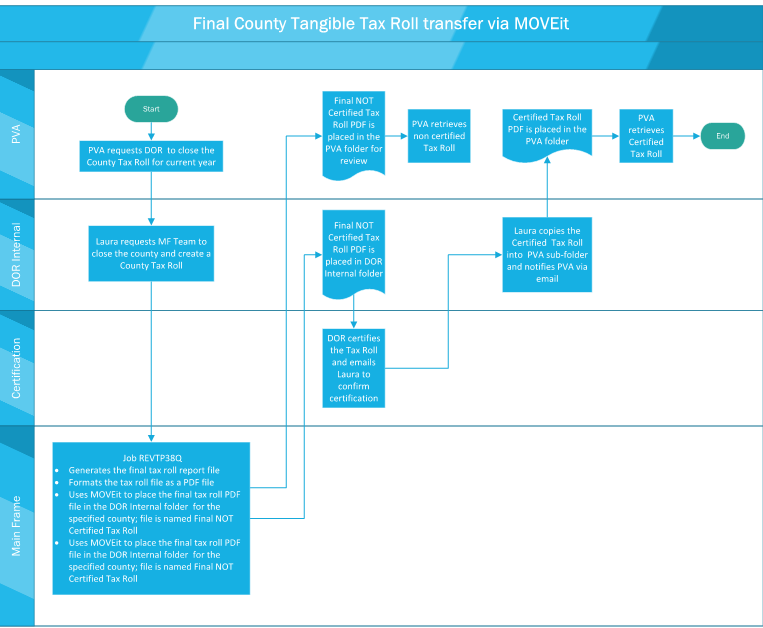 Final County Tangible Tax Roll transfer via MOVEit
PVA
Start
PVA requests DOR to close the
County Tax Roll for current year
Final NOT
Certified Tax
Roll PDF is
placed in the
PVA folder for
review
PVA retrieves
non certified
Tax Roll
Certified Tax Roll
PDF is placed in the
PVA folder
PVA
retrieves
Certified
Tax Roll
End
DOR Internal
Laura requests MF Team to
close the county and create a
County Tax Roll
Final NOT
Certified Tax
Roll PDF is
placed in DOR
Internal folder
Laura copies the
Certified Tax Roll
into PVA sub-folder
and notifies PVA via
email
Certification
DOR certifies
the Tax Roll
and emails
Laura to
confirm
certification
Main Frame
Job REVTP38Q
• Generates the final tax roll report file
• Formats the tax roll file as a PDF file
• Uses MOVEit to place the final tax roll PDF
file in the DOR Internal folder for the
specified county; file is named Final NOT
Certified Tax Roll
• Uses MOVEit to place the final tax roll PDF
file in the DOR Internal folder for the
specified county; file is named Final NOT
Certified Tax Roll